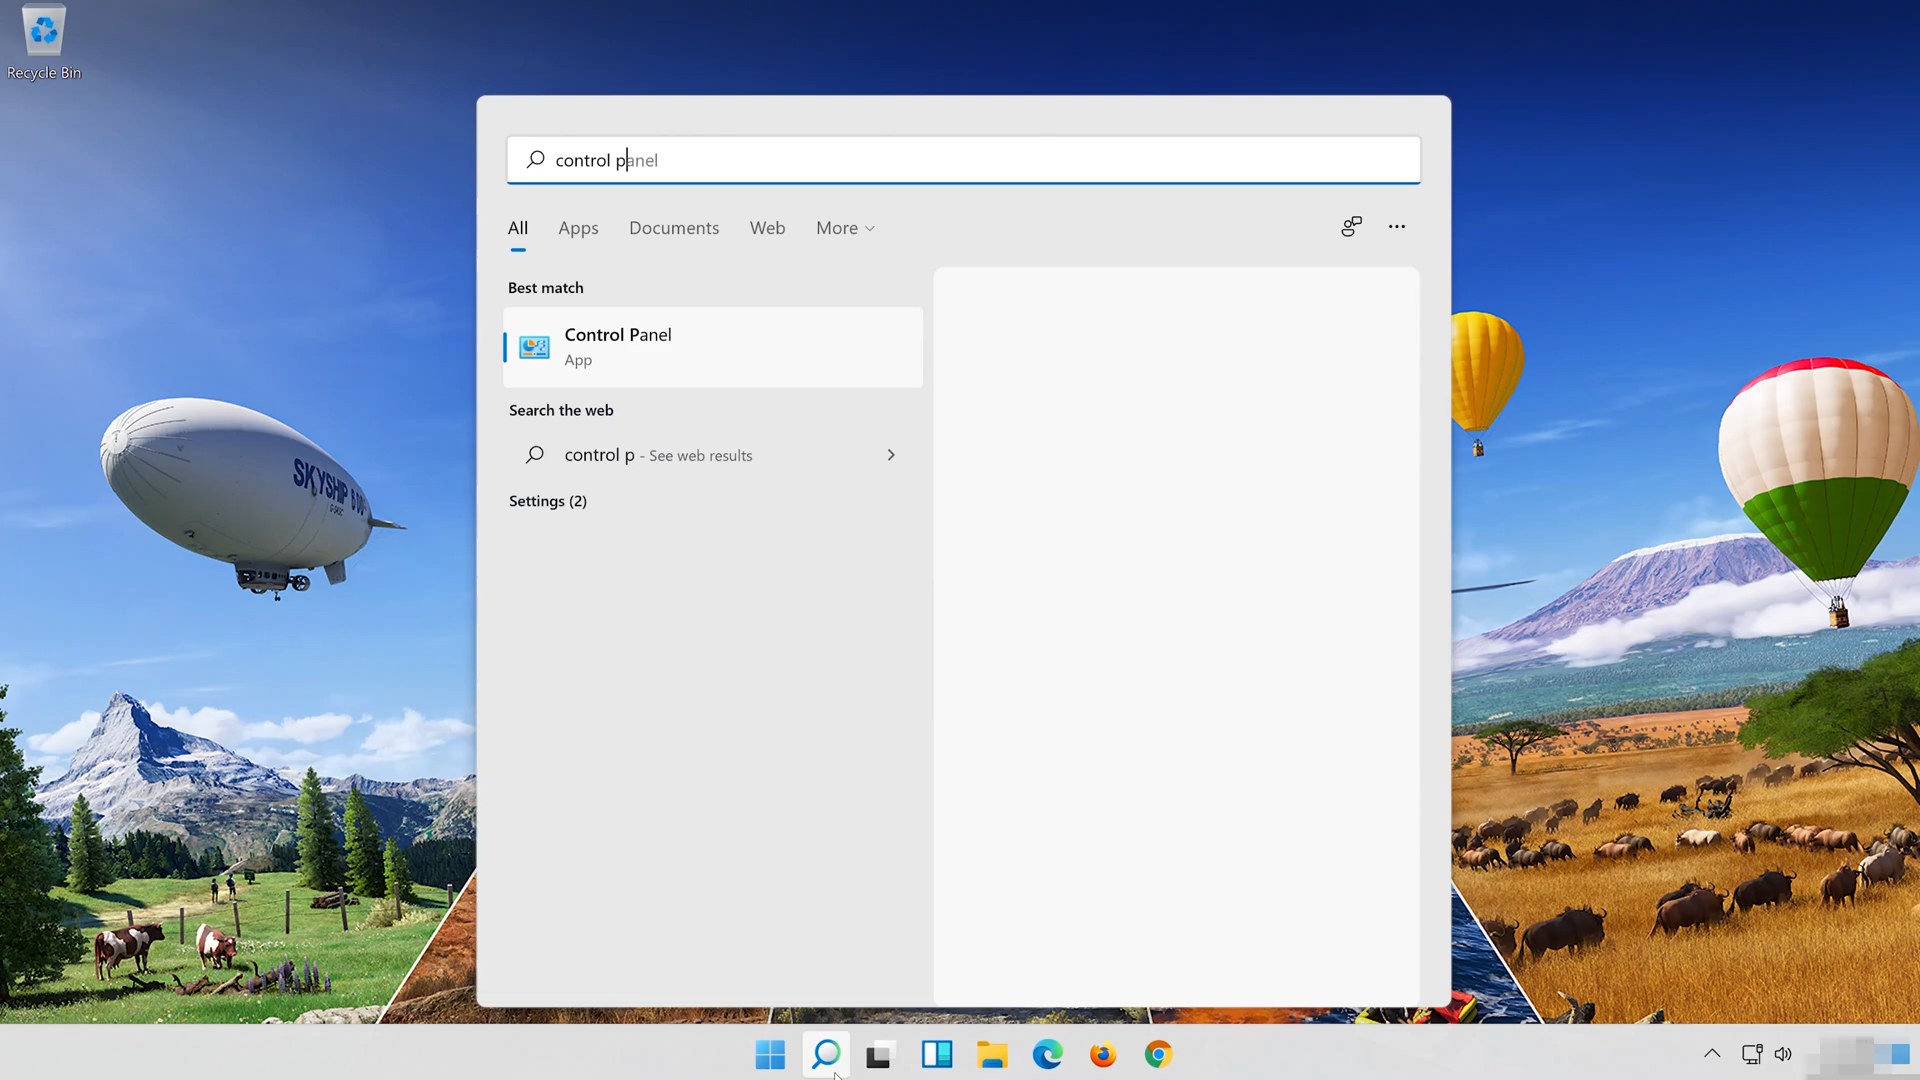 Recycle Bin
control panel
All Apps Documents Web More
Best match
Control Panel
App
Search the web
control p - See web results
Settings (2)
SKYSHIP 600